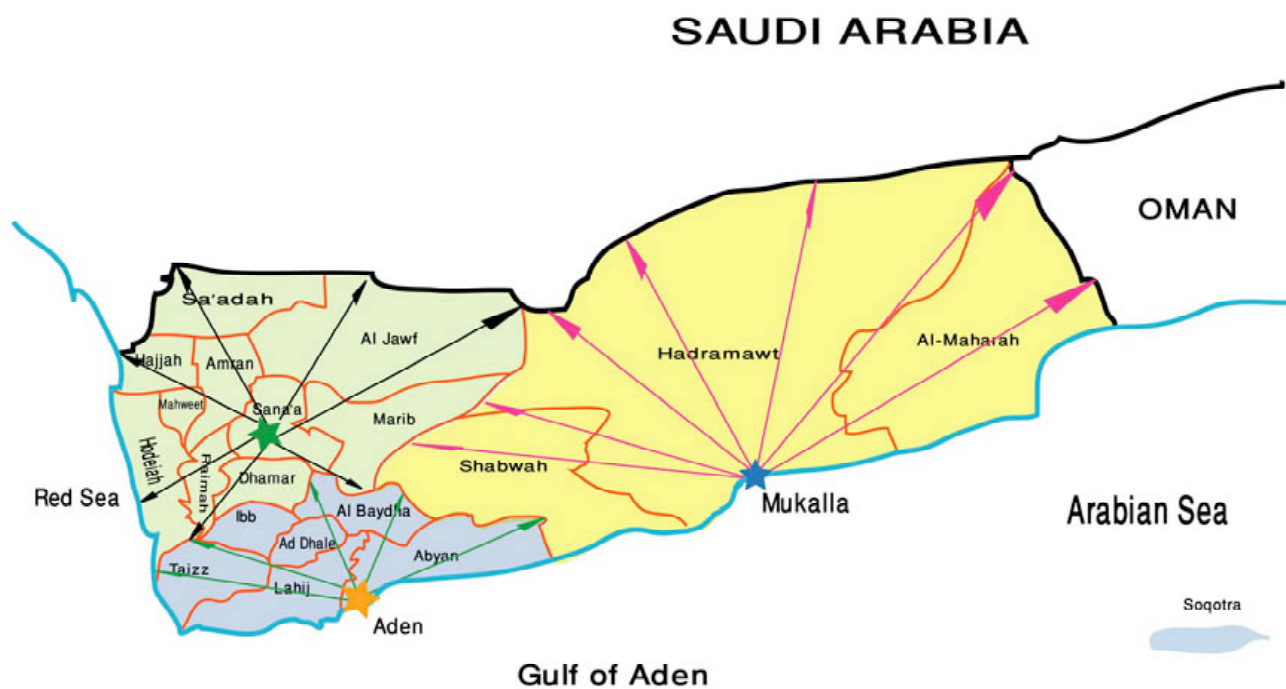 SAUDI ARABIA
OMAN
Sa'adah
Al Jawf
Hajjah
Amran
Hadramawt
Al-Maharah
Mahweet
Sana'a
Marib
Hodeiah
Raimah
Shabwah
Dhamar
Red Sea
Mukalla
Arabian Sea
Ibb
Al Baydha
Ad Dhale
Abyan
Taizz
Lahij
Aden
Soqotra
Gulf of Aden